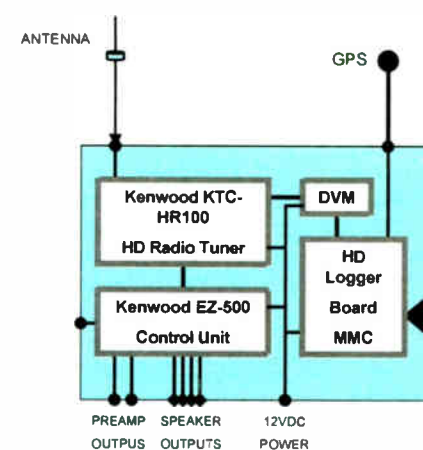 ANTENNA
GPS
Kenwood KTC-
HR100
HD Radio Tuner
DVM
HD
Logger
Board
MMC
Kenwood EZ-500
Control Unit
PREAMP
OUTPUS
SPEAKER
OUTPUTS
12VDC
POWER